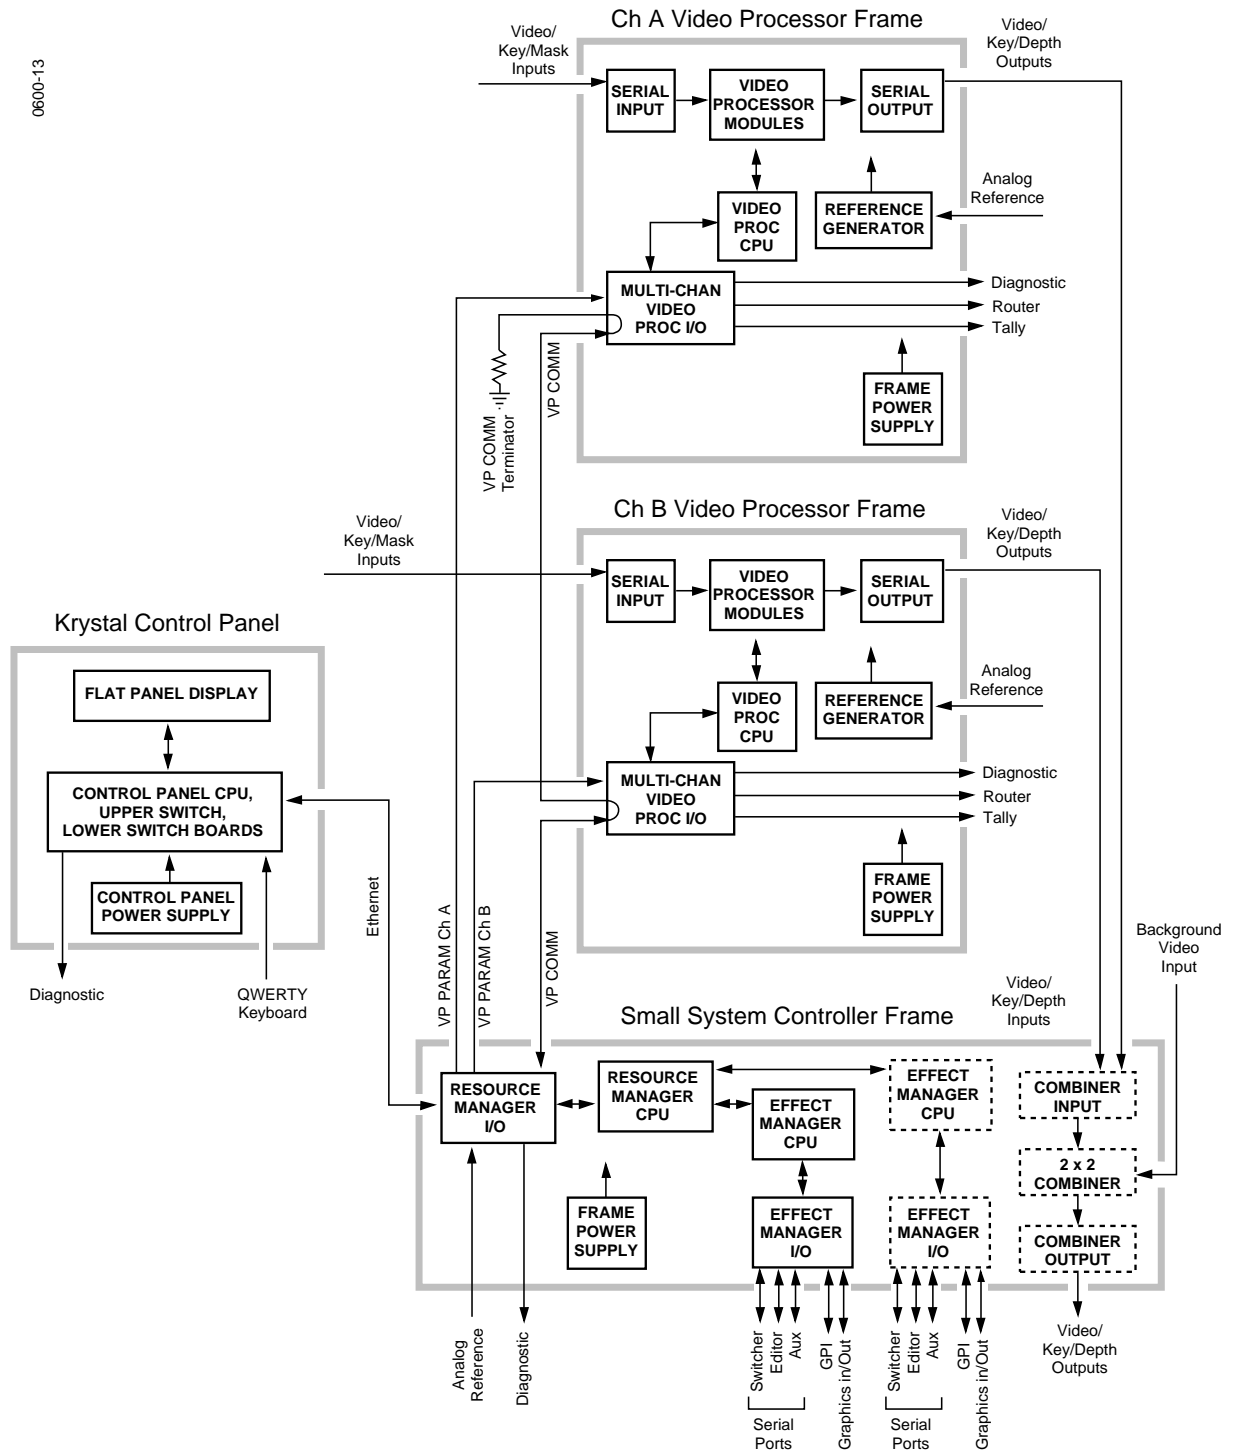 0600-13
Ch A Video Processor Frame
Video/
Key/Mask
Inputs
Video/
Key/Depth
Outputs
SERIAL
INPUT
VIDEO
PROCESSOR
MODULES
SERIAL
OUTPUT
Analog
Reference
VIDEO
PROC
CPU
REFERENCE
GENERATOR
MULTI-CHAN
VIDEO
PROC I/O
Diagnostic
Router
Tally
FRAME
POWER
SUPPLY
VP COMM
Terminator
VP COMM
Ch B Video Processor Frame
Video/
Key/Mask
Inputs
Video/
Key/Depth
Outputs
SERIAL
INPUT
VIDEO
PROCESSOR
MODULES
SERIAL
OUTPUT
Analog
Reference
VIDEO
PROC
CPU
REFERENCE
GENERATOR
MULTI-CHAN
VIDEO
PROC I/O
Diagnostic
Router
Tally
FRAME
POWER
SUPPLY
Krystal Control Panel
FLAT PANEL DISPLAY
CONTROL PANEL CPU,
UPPER SWITCH,
LOWER SWITCH BOARDS
CONTROL PANEL
POWER SUPPLY
Diagnostic
QWERTY
Keyboard
Ethernet
VP PARAM Ch A
VP PARAM Ch B
VP COMM
Background
Video
Input
Video/
Key/Depth
Inputs
Small System Controller Frame
RESOURCE
MANAGER
I/O
RESOURCE
MANAGER
CPU
EFFECT
MANAGER
CPU
EFFECT
MANAGER
CPU
COMBINER
INPUT
2 x 2
COMBINER
FRAME
POWER
SUPPLY
EFFECT
MANAGER
I/O
EFFECT
MANAGER
I/O
COMBINER
OUTPUT
Analog
Reference
Diagnostic
Switcher
Editor
Aux
GPI
Graphics in/Out
Serial
Ports
Switcher
Editor
Aux
GPI
Graphics in/Out
Serial
Ports
Video/
Key/Depth
Outputs